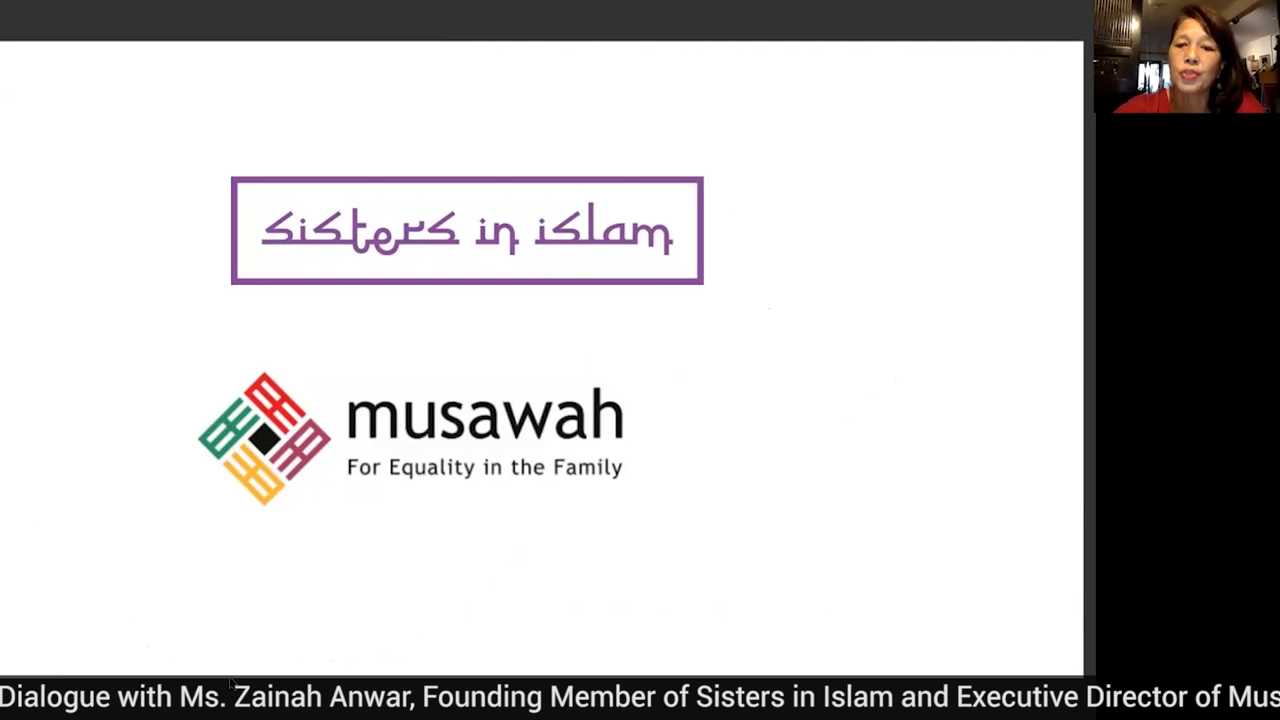 sisters in islam
musawah
For Equality in the Family
Dialogue with Ms. Zainah Anwar, Founding Member of Sisters in Islam and Executive Director of Mus